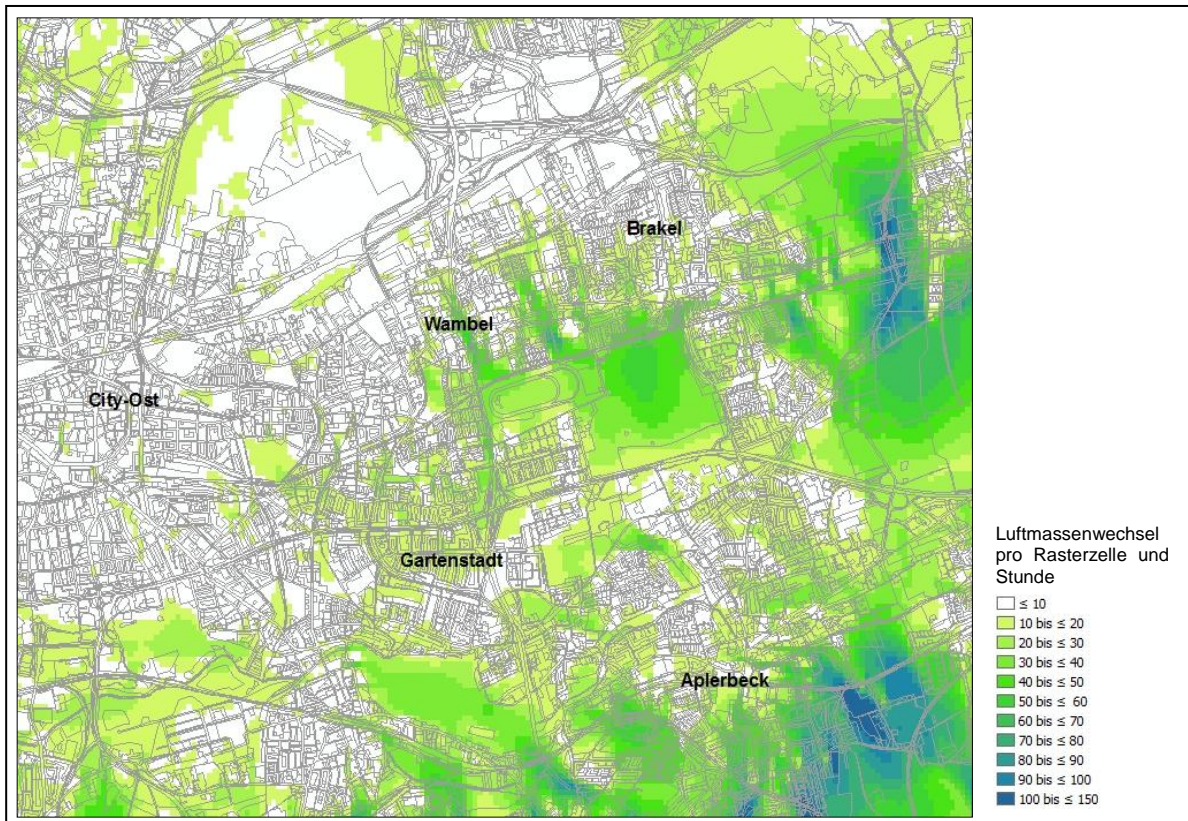 Brakel
Wambel
City-Ost
Gartenstadt
Aplerbeck
Luftmassenwechsel
pro Rasterzelle und
Stunde
≤ 10
10 bis ≤ 20
20 bis ≤ 30
30 bis ≤ 40
40 bis ≤ 50
50 bis ≤ 60
60 bis ≤ 70
70 bis ≤ 80
80 bis ≤ 90
90 bis ≤ 100
100 bis ≤ 150